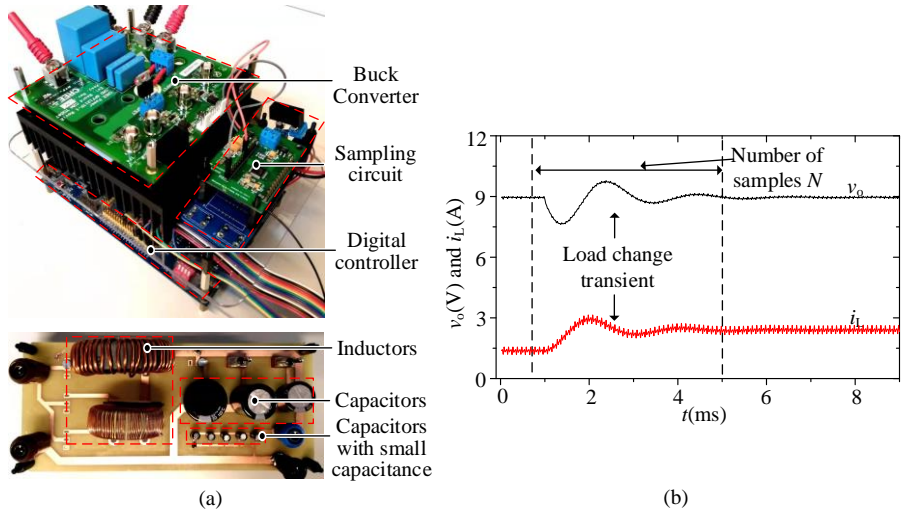 Buck
Converter
Sampling
circuit
Digital
controller
Inductors
Capacitors
Capacitors
with small
capacitance
(a)
12
9
6
3
0
vo(V) and iL(A)
Number of
samples N
vo
Load change
transient
iL
0
2
4
6
8
t(ms)
(b)